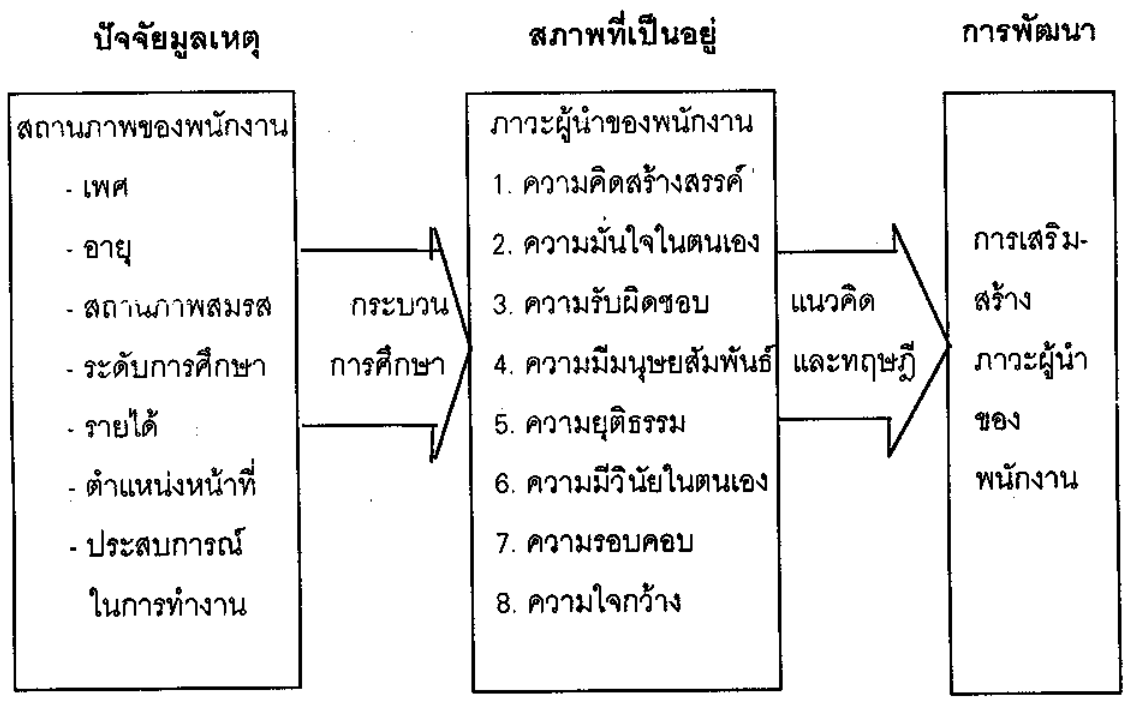 ปัจจัยมูลเหตุ
สถานภาพของพนักงาน
- เพศ
- อายุ
- สถานภาพสมรส
- ระดับการศึกษา
- รายได้
- ตำแหน่งหน้าที่
- ประสบการณ์
ในการทำงาน
กระบวน
การศึกษา
สภาพที่เป็นอยู่
ภาวะผู้นำของพนักงาน
1. ความคิดสร้างสรรค์
2. ความมั่นใจในตนเอง
3. ความรับผิดชอบ
4. ความมีมนุษยสัมพันธ์
5. ความยุติธรรม
6. ความมีวินัยในตนเอง
7. ความรอบคอบ
8. ความใจกว้าง
แนวคิด
และทฤษฎี
การพัฒนา
การเสริม-
สร้าง
ภาวะผู้นำ
ของ
พนักงาน